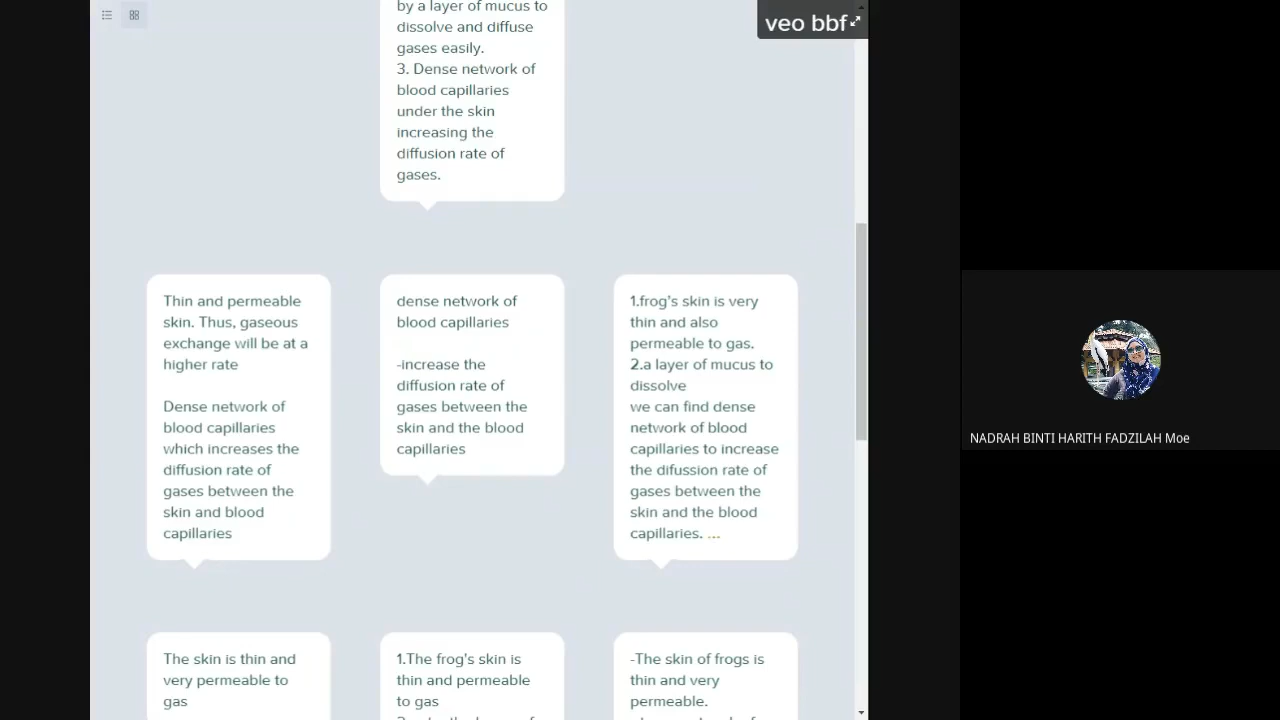 by a layer of mucus to
dissolve and diffuse
gases easily.
3. Dense network of
blood capillaries
under the skin
increasing the
diffusion rate of
gases.
veo bbf
Thin and permeable
skin. Thus, gaseous
exchange will be at a
higher rate
Dense network of
blood capillaries
which increases the
diffusion rate of
gases between the
skin and blood
capillaries
dense network of
blood capillaries
-increase the
diffusion rate of
gases between the
skin and the blood
capillaries
1.frog's skin is very
thin and also
permeable to gas.
2.a layer of mucus to
dissolve
we can find dense
network of blood
capillaries to increase
the difussion rate of
gases between the
skin and the blood
capillaries. ...
NADRAH BINTI HARITH FADZILAH Moe
The skin is thin and
very permeable to
gas
1.The frog's skin is
thin and permeable
to gas
-The skin of frogs is
thin and very
permeable.